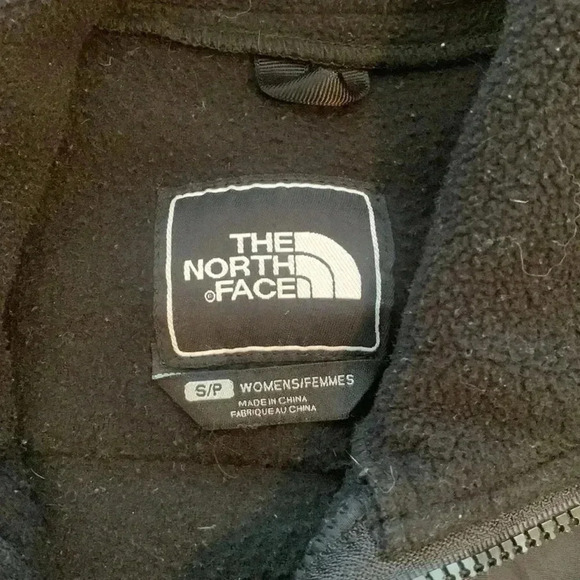 THE
NORTH
©FACE
S/P WOMENS/FEMMES
MADE IN CHINA
FABRIQUE AU CHINA